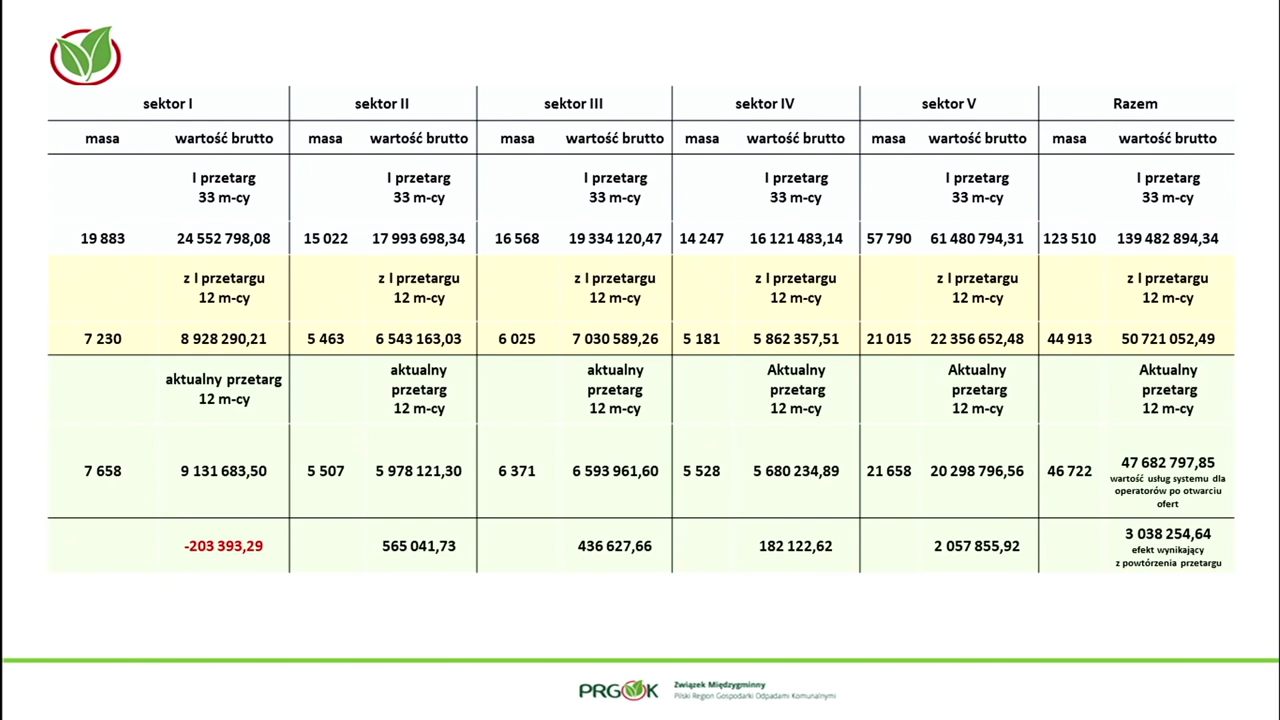 sektor I sektor II sektor III sektor IV sektor V Razem
masa wartość brutto masa wartość brutto masa wartość brutto masa wartość brutto masa wartość brutto masa wartość brutto
I przetarg I przetarg I przetarg I przetarg I przetarg I przetarg
33 m-cy 33 m-cy 33 m-cy 33 m-cy 33 m-cy 33 m-cy
19 883 24 552 798,08 15 022 17 993 698,34 16 568 19 334 120,47 14 247 16 121 483,14 57 790 61 480 794,31 123 510 139 482 894,34
z I przetargu z I przetargu z I przetargu z I przetargu z I przetargu z I przetargu
12 m-cy 12 m-cy 12 m-cy 12 m-cy 12 m-cy 12 m-cy
7 230 8 928 290,21 5 463 6 543 163,03 6 025 7 030 589,26 5 181 5 862 357,51 21 015 22 356 652,48 44 913 50 721 052,49
aktualny przetarg
12 m-cy
aktualny
przetarg
12 m-cy
aktualny
przetarg
12 m-cy
Aktualny
przetarg
12 m-cy
Aktualny
przetarg
12 m-cy
Aktualny
przetarg
12 m-cy
7 658 9 131 683,50 5 507 5 978 121,30 6 371 6 593 961,60 5 528 5 680 234,89 21 658 20 298 796,56 46 722 47 682 797,85
wartość usług systemu dla
operatorów po otwarciu
ofert
-203 393,29 565 041,73 436 627,66 182 122,62 2 057 855,92 3 038 254,64
efekt wynikający
z powtórzenia przetargu
PRGOK
Związek Międzygminny
Pilski Region Gospodarki Odpadami Komunalnymi